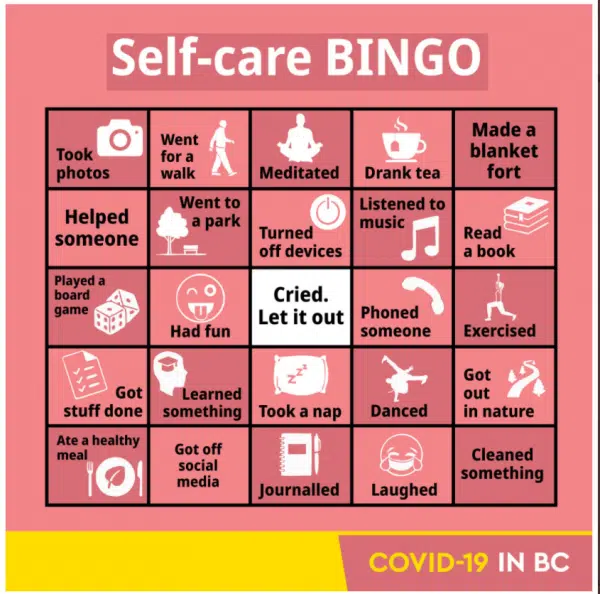 Self-care BINGO
Took
photos
Went
for a
walk
Meditated
Drank tea
Made a
blanket
fort
Helped
someone
Went to
a park
Turned
off devices
Listened to
music
Read
a book
Played a
board
game
Had fun
Cried.
Let it out
Phoned
someone
Exercised
Got
stuff done
Learned
something
zzz
Took a nap
Danced
Got
out
in nature
Ate a healthy
meal
Got off
social
media
Journalled
Laughed
Cleaned
something
COVID-19 IN BC